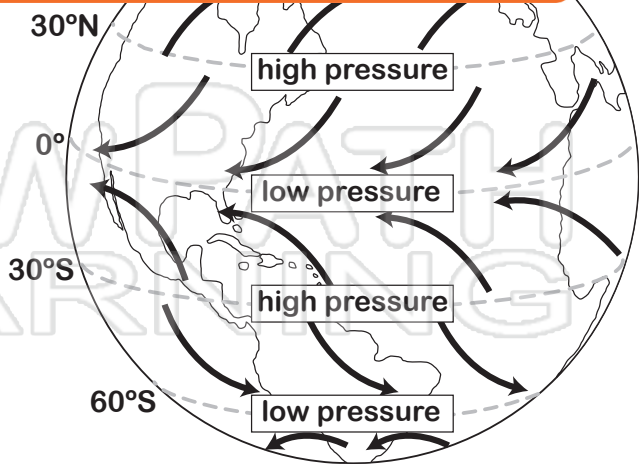 30ºN
high pressure
0º
low pressure
30ºS
high pressure
60ºS
low pressure